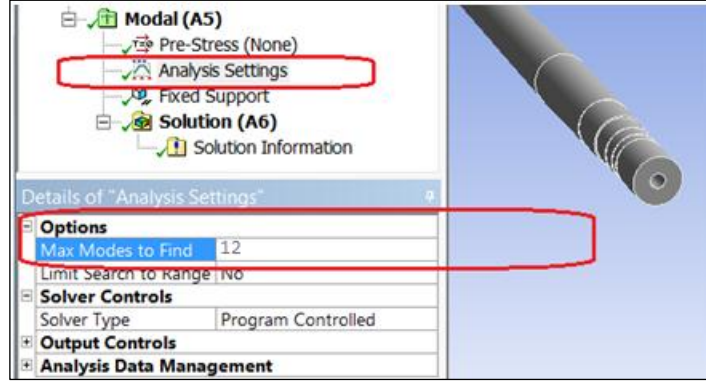 Modal (A5)
Pre-Stress (None)
Analysis Settings
Fixed Support
Solution (A6)
Solution Information
Details of "Analysis Settings"
Options
Max Modes to Find 12
Limit Search to Range No
Solver Controls
Solver Type Program Controlled
Output Controls
Analysis Data Management